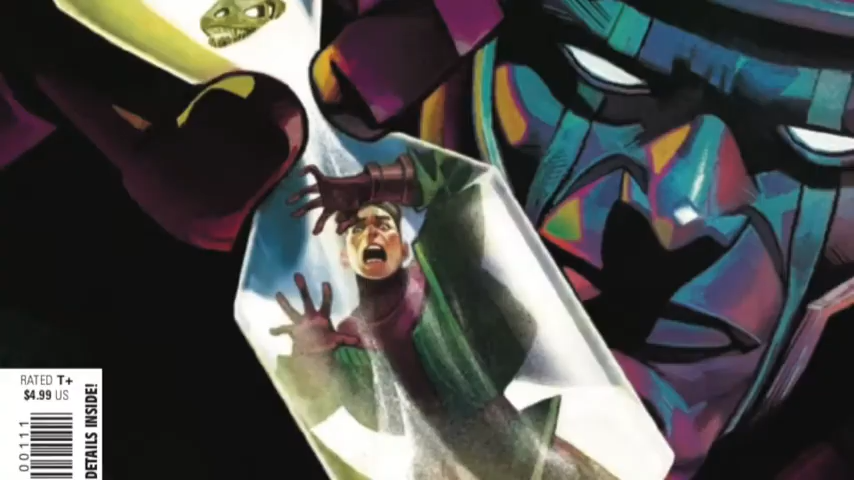 RATED T+
$4.99 US
00111
DETAILS INSIDE!